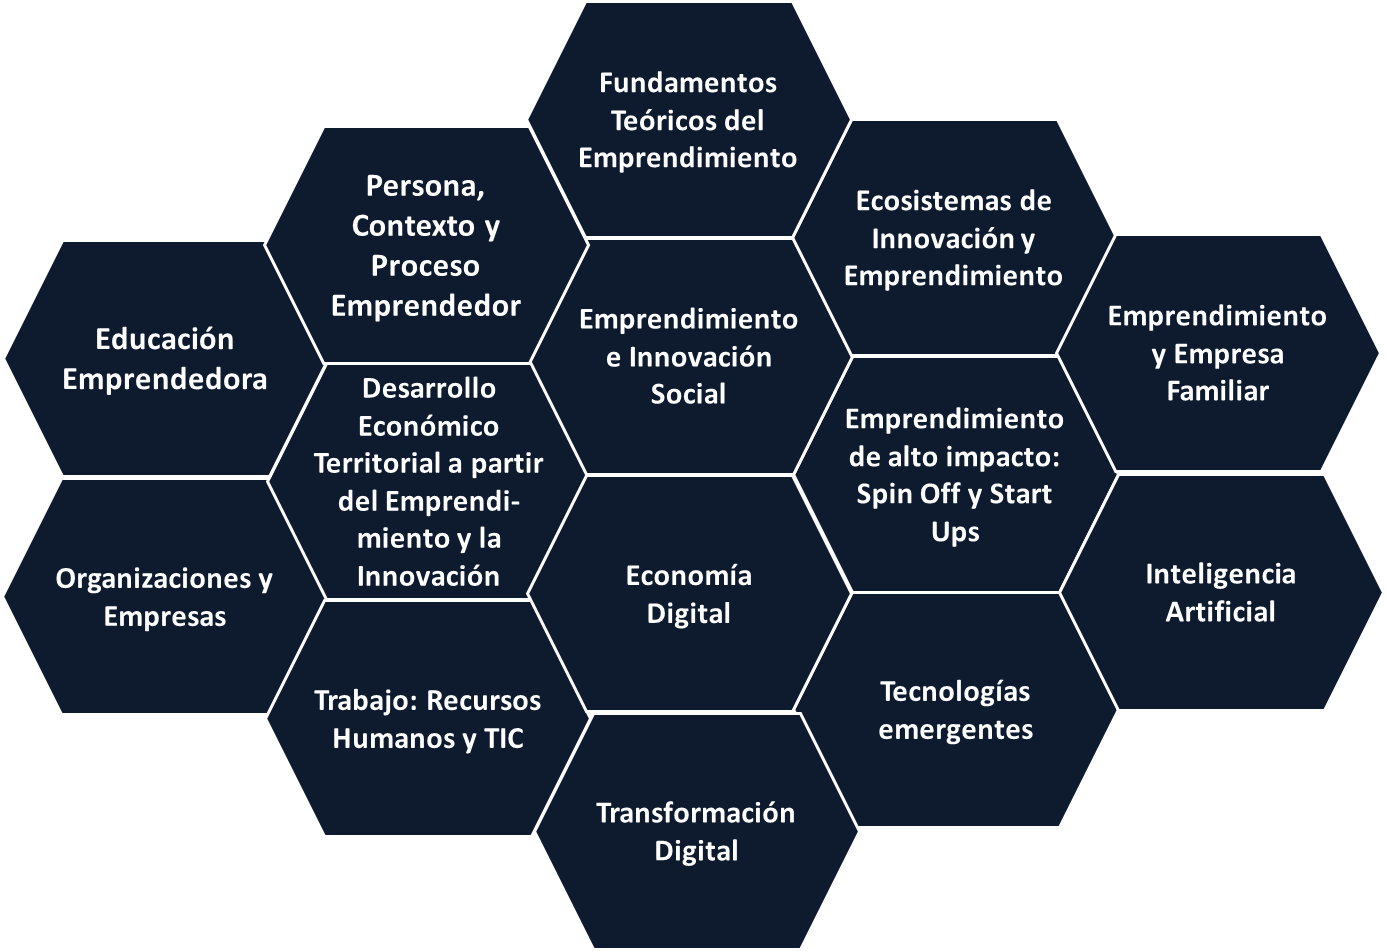 Fundamentos
Teóricos del
Emprendimiento
Persona,
Contexto y
Proceso
Emprendedor
Ecosistemas de
Innovación y
Emprendimiento
Educación
Emprendedora
Emprendimiento
e Innovación
Social
Emprendimiento
y Empresa
Familiar
Desarrollo
Económico
Territorial a partir
del Emprendi-
miento y la
Innovación
Emprendimiento
de alto impacto:
Spin Off y Start
Ups
Organizaciones y
Empresas
Economía
Digital
Inteligencia
Artificial
Trabajo: Recursos
Humanos y TIC
Tecnologías
emergentes
Transformación
Digital